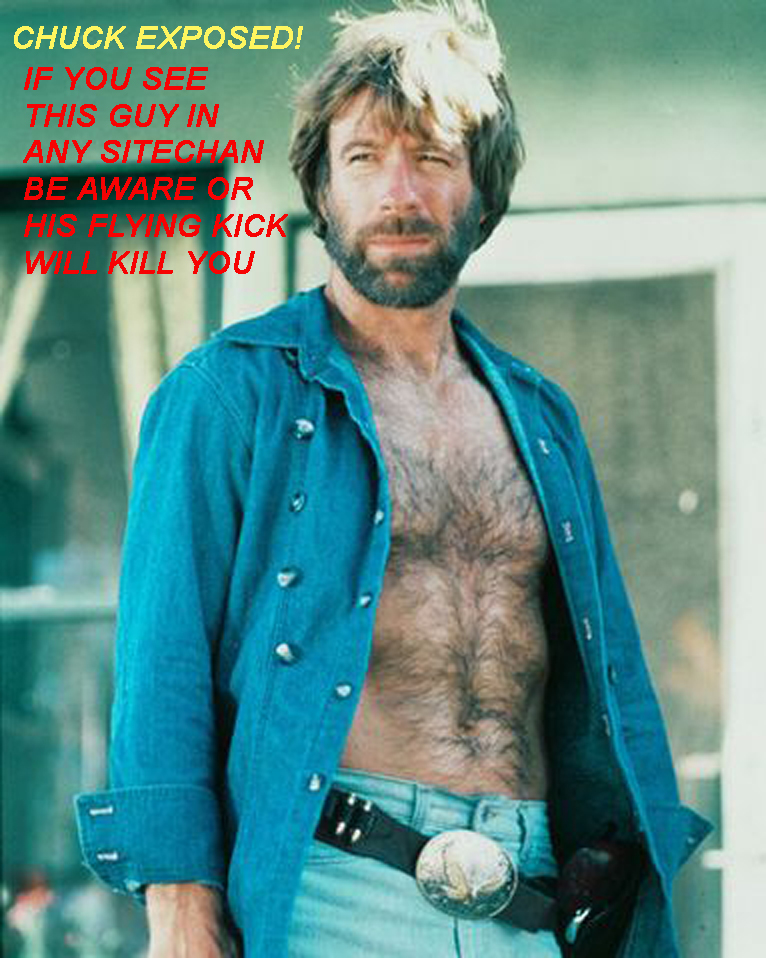 CHUCK EXPOSED!
IF YOU SEE
THIS GUY IN
ANY SITECHAN
BE AWARE OR
HIS FLYING KICK
WILL KILL YOU